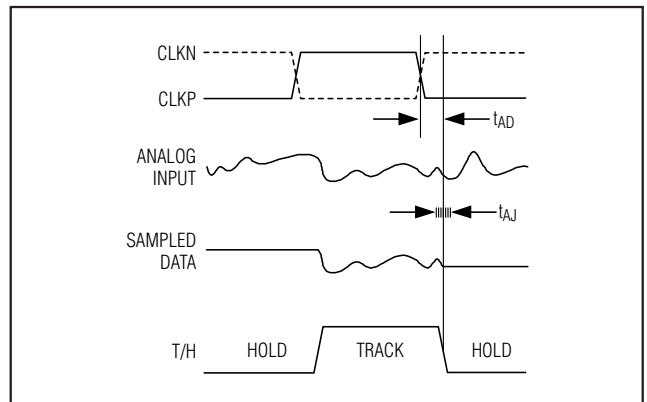 CLKN
CLKP
tAD
ANALOG
INPUT
tAJ
SAMPLED
DATA
T/H
HOLD
TRACK
HOLD